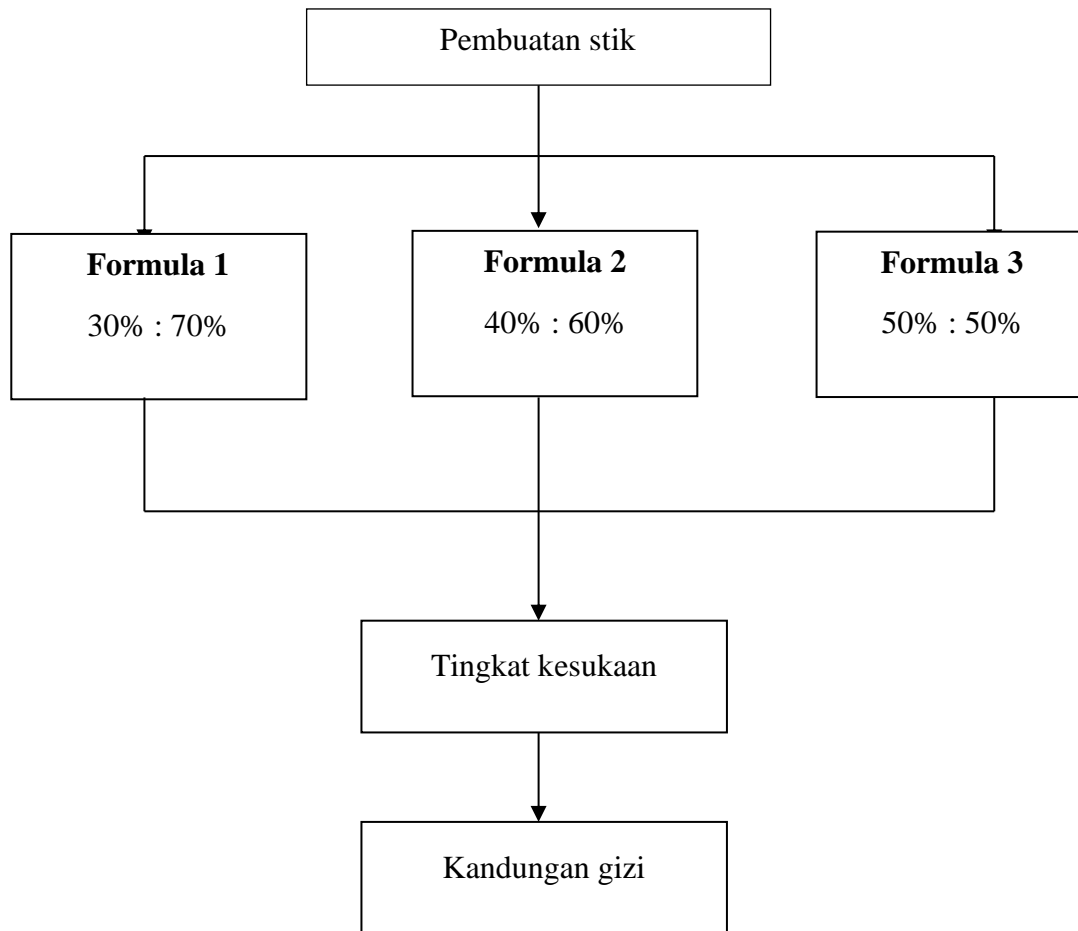 Pembuatan stik
Formula 1
30% : 70%
Formula 2
40% : 60%
Formula 3
50% : 50%
Tingkat kesukaan
Kandungan gizi